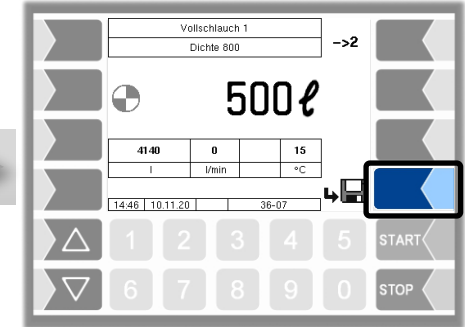 Vollschlauch 1
Dichte 800
->2
500 ℓ
4140 0 15
l l/min °C
14:46 10.11.20 36-07
1 2 3 4 5 START
6 7 8 9 0 STOP